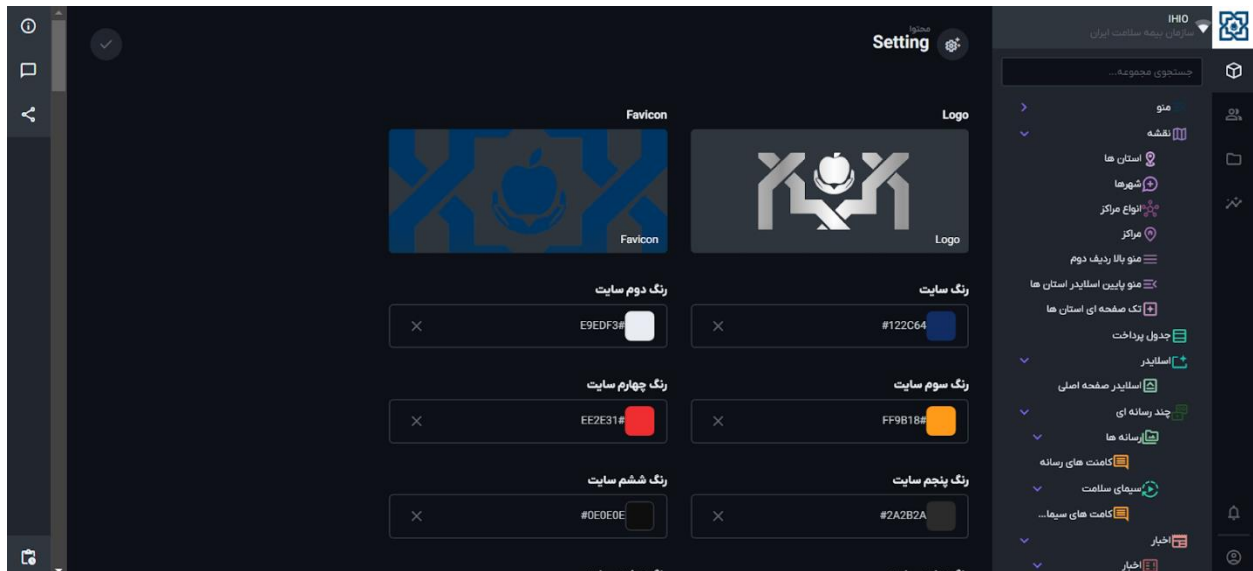 IHIO
سازمان بیمه سلامت ایران
جستجوی مجموعه...
منو
نقشه
استان ها
شهرها
انواع مراکز
مراکز
منو بالا ردیف دوم
منو پایین اسلایدر استان ها
تک صفحه ای استان ها
جدول پرداخت
اسلایدر
اسلایدر صفحه اصلی
چند رسانه ای
رسانه ها
کامنت های رسانه
سیمای سلامت
کامت های سیما...
اخبار
اخبار
محتوا
Setting
Logo
Favicon
Logo
Favicon
رنگ سایت
رنگ دوم سایت
#122C64
E9EDF3#
رنگ سوم سایت
رنگ چهارم سایت
FF9B18#
EE2E31#
رنگ پنجم سایت
رنگ ششم سایت
#2A2B2A
#0E0E0E